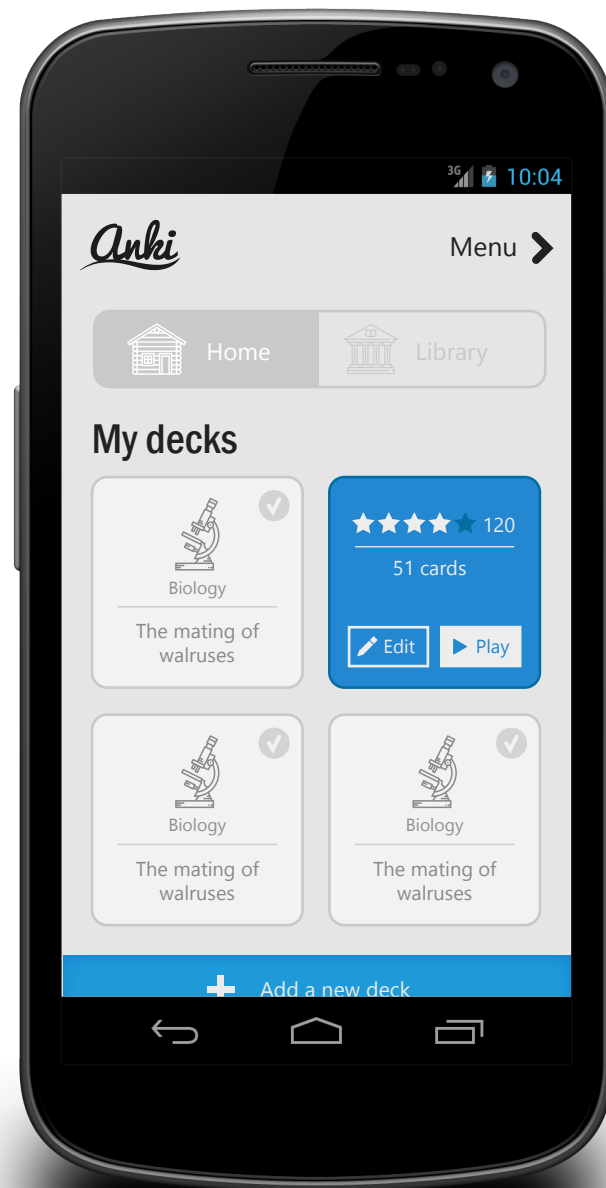 3G 10:04
Anki
Menu
Home Library
My decks
Biology
The mating of
walruses
120
51 cards
Edit Play
Biology
The mating of
walruses
Biology
The mating of
walruses
Add a new deck